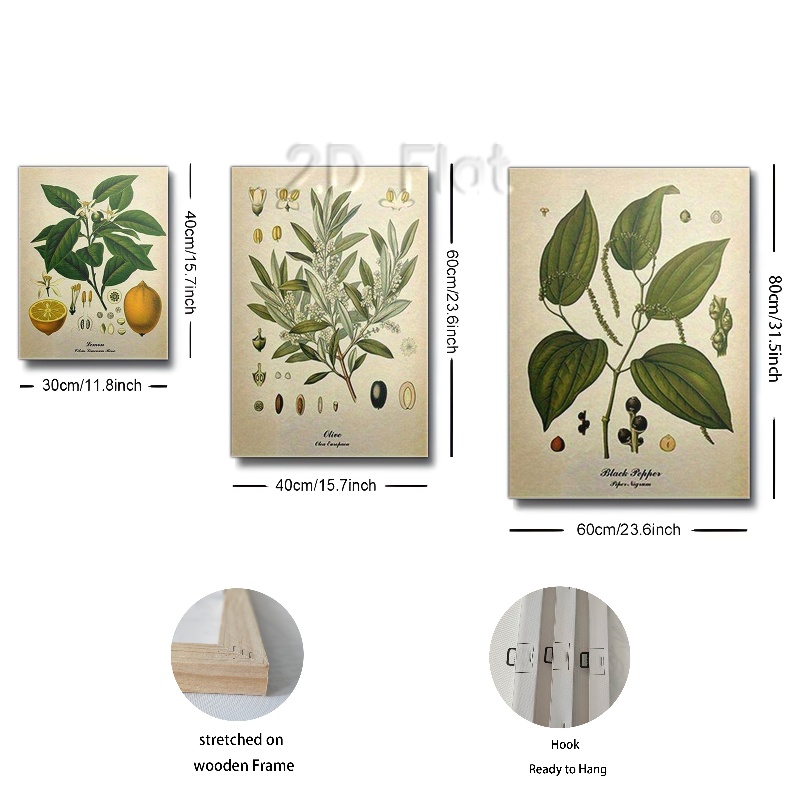 2D Flat
40cm/15.7inch
30cm/11.8inch
Lemon
60cm/23.6inch
40cm/15.7inch
Olive
Olea Europaea
80cm/31.5inch
60cm/23.6inch
Black Pepper
Piper Nigrum
stretched on
wooden Frame
Hook
Ready to Hang